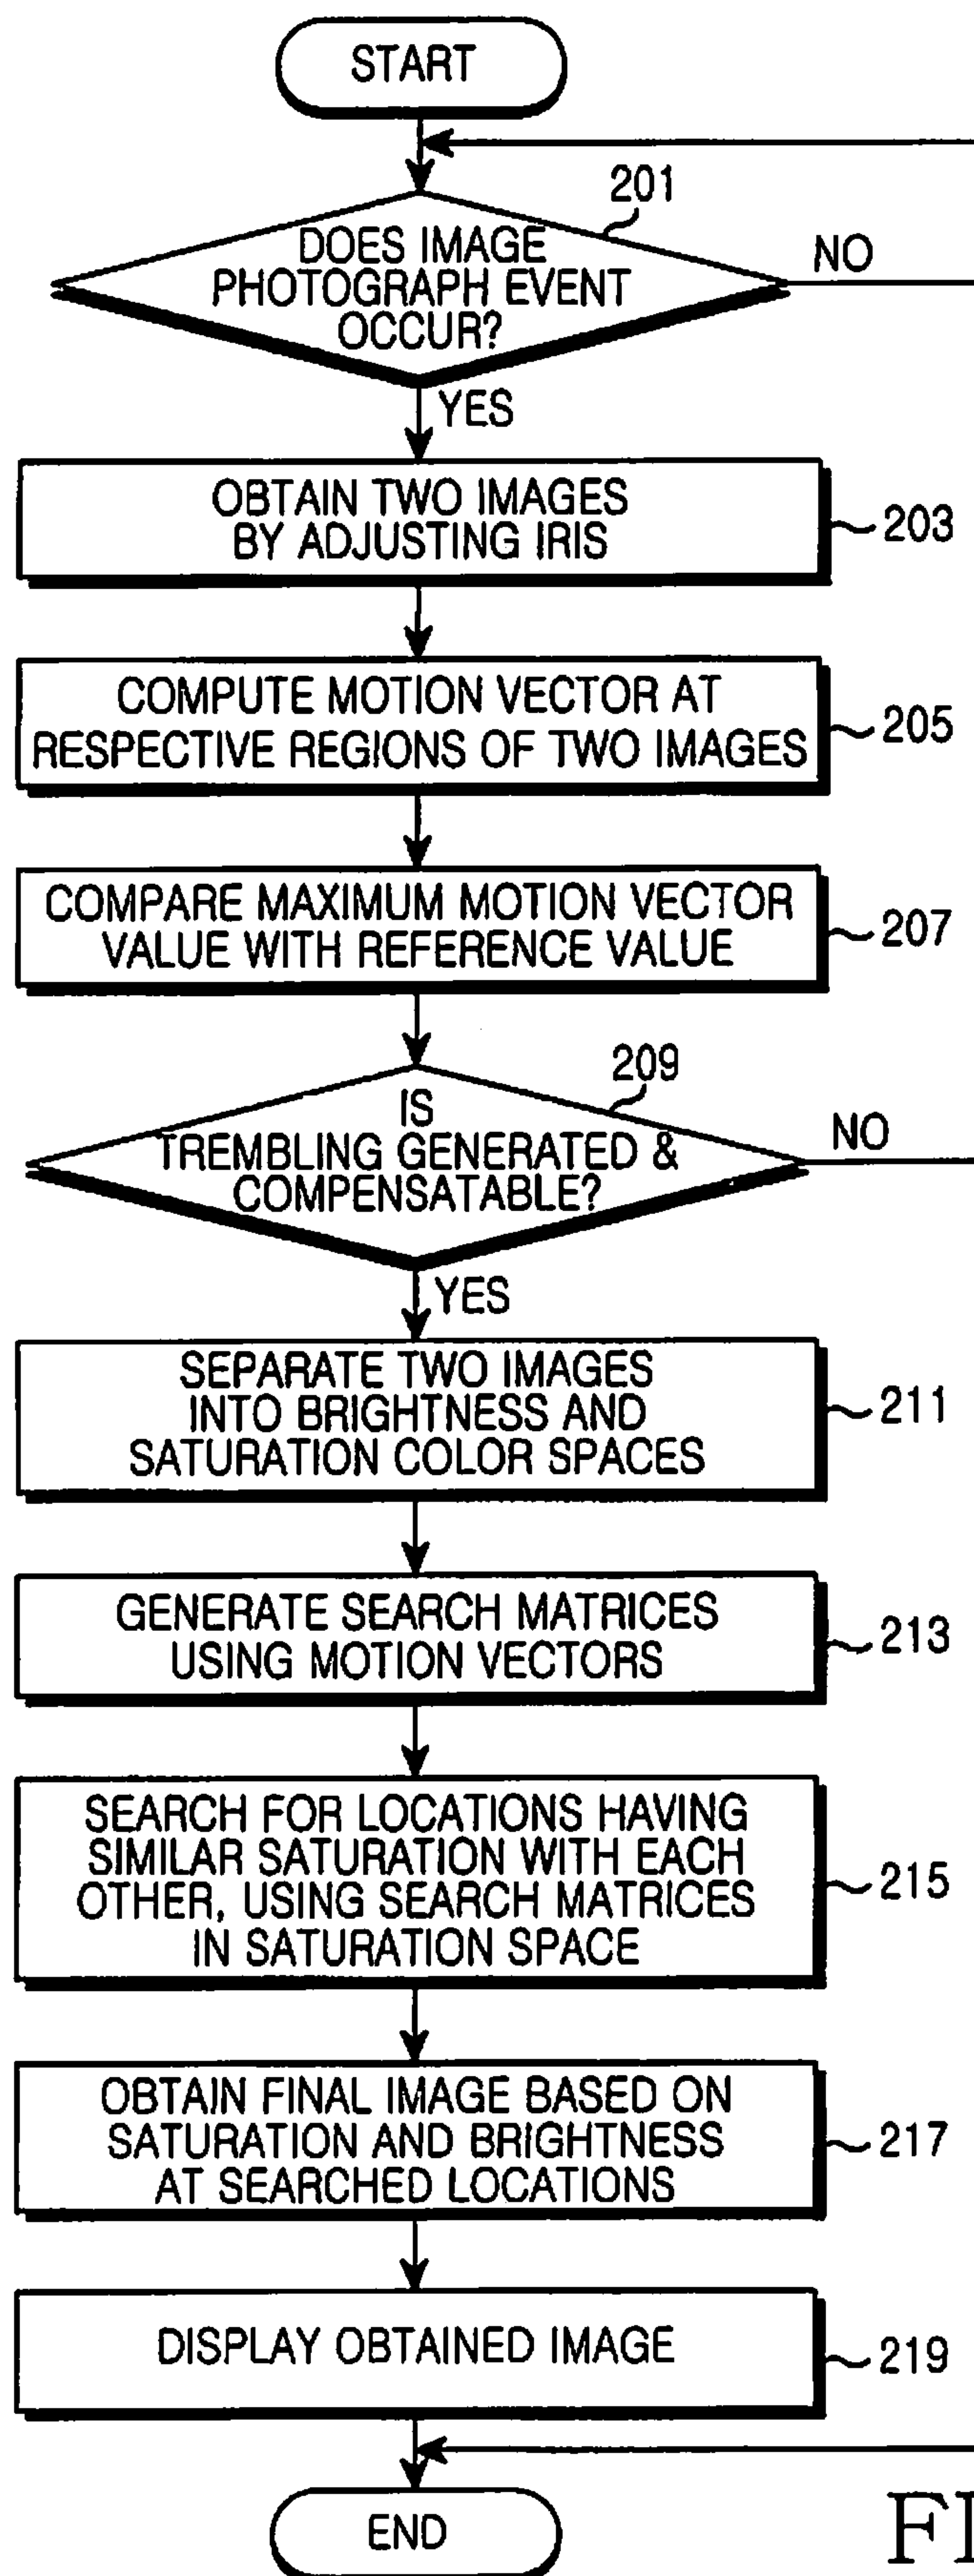 START
201
DOES IMAGE
PHOTOGRAPH EVENT
OCCUR?
NO
YES
OBTAIN TWO IMAGES
BY ADJUSTING IRIS
203
COMPUTE MOTION VECTOR AT
RESPECTIVE REGIONS OF TWO IMAGES
205
COMPARE MAXIMUM MOTION VECTOR
VALUE WITH REFERENCE VALUE
207
209
IS
TREMBLING GENERATED &
COMPENSATABLE?
NO
YES
SEPARATE TWO IMAGES
INTO BRIGHTNESS AND
SATURATION COLOR SPACES
211
GENERATE SEARCH MATRICES
USING MOTION VECTORS
213
SEARCH FOR LOCATIONS HAVING
SIMILAR SATURATION WITH EACH
OTHER, USING SEARCH MATRICES
IN SATURATION SPACE
215
OBTAIN FINAL IMAGE BASED ON
SATURATION AND BRIGHTNESS
AT SEARCHED LOCATIONS
217
DISPLAY OBTAINED IMAGE
219
END